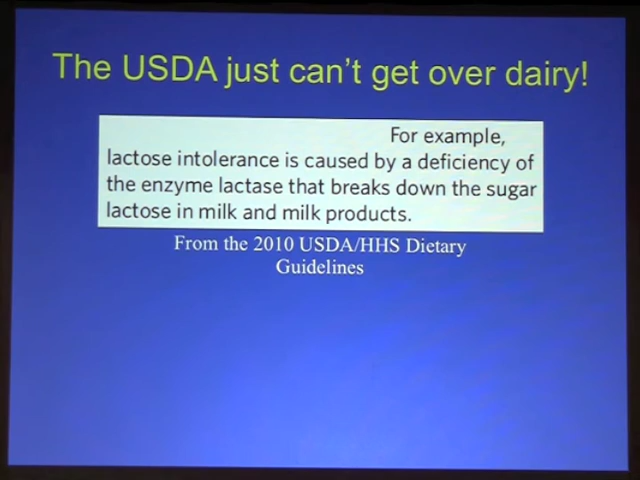 The USDA just can't get over dairy!
For example,
lactose intolerance is caused by a deficiency of
the enzyme lactase that breaks down the sugar
lactose in milk and milk products.
From the 2010 USDA/HHS Dietary
Guidelines